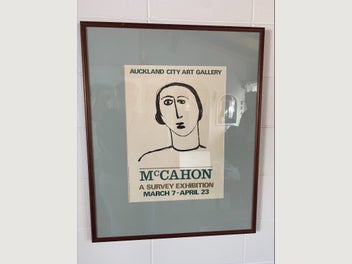 AUCKLAND CITY ART GALLERY
McCAHON
A SURVEY EXHIBITION
MARCH 7 - APRIL 23